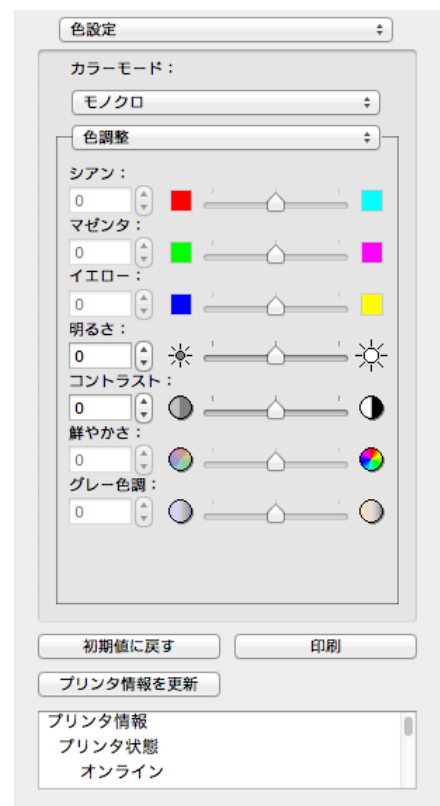 色設定
カラーモード：
モノクロ
色調整
シアン：
0
マゼンタ：
0
イエロー：
0
明るさ：
0
コントラスト：
0
鮮やかさ：
0
グレー色調：
0
初期値に戻す 印刷
プリンタ情報を更新
プリンタ情報
プリンタ状態
オンライン